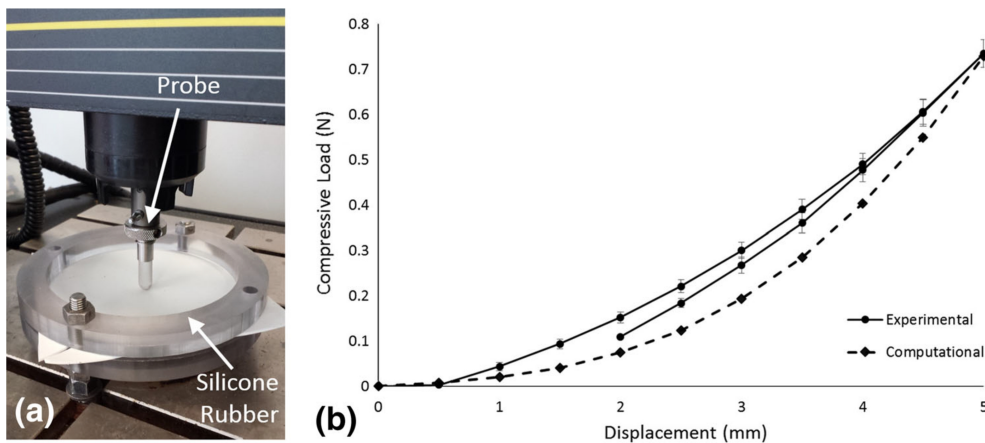 Probe
Silicone
Rubber
(a)
0.8
0.7
0.6
0.5
0.4
0.3
0.2
0.1
0
Compressive Load (N)
0 1 2 3 4 5
Displacement (mm)
Experimental
Computational
(b)